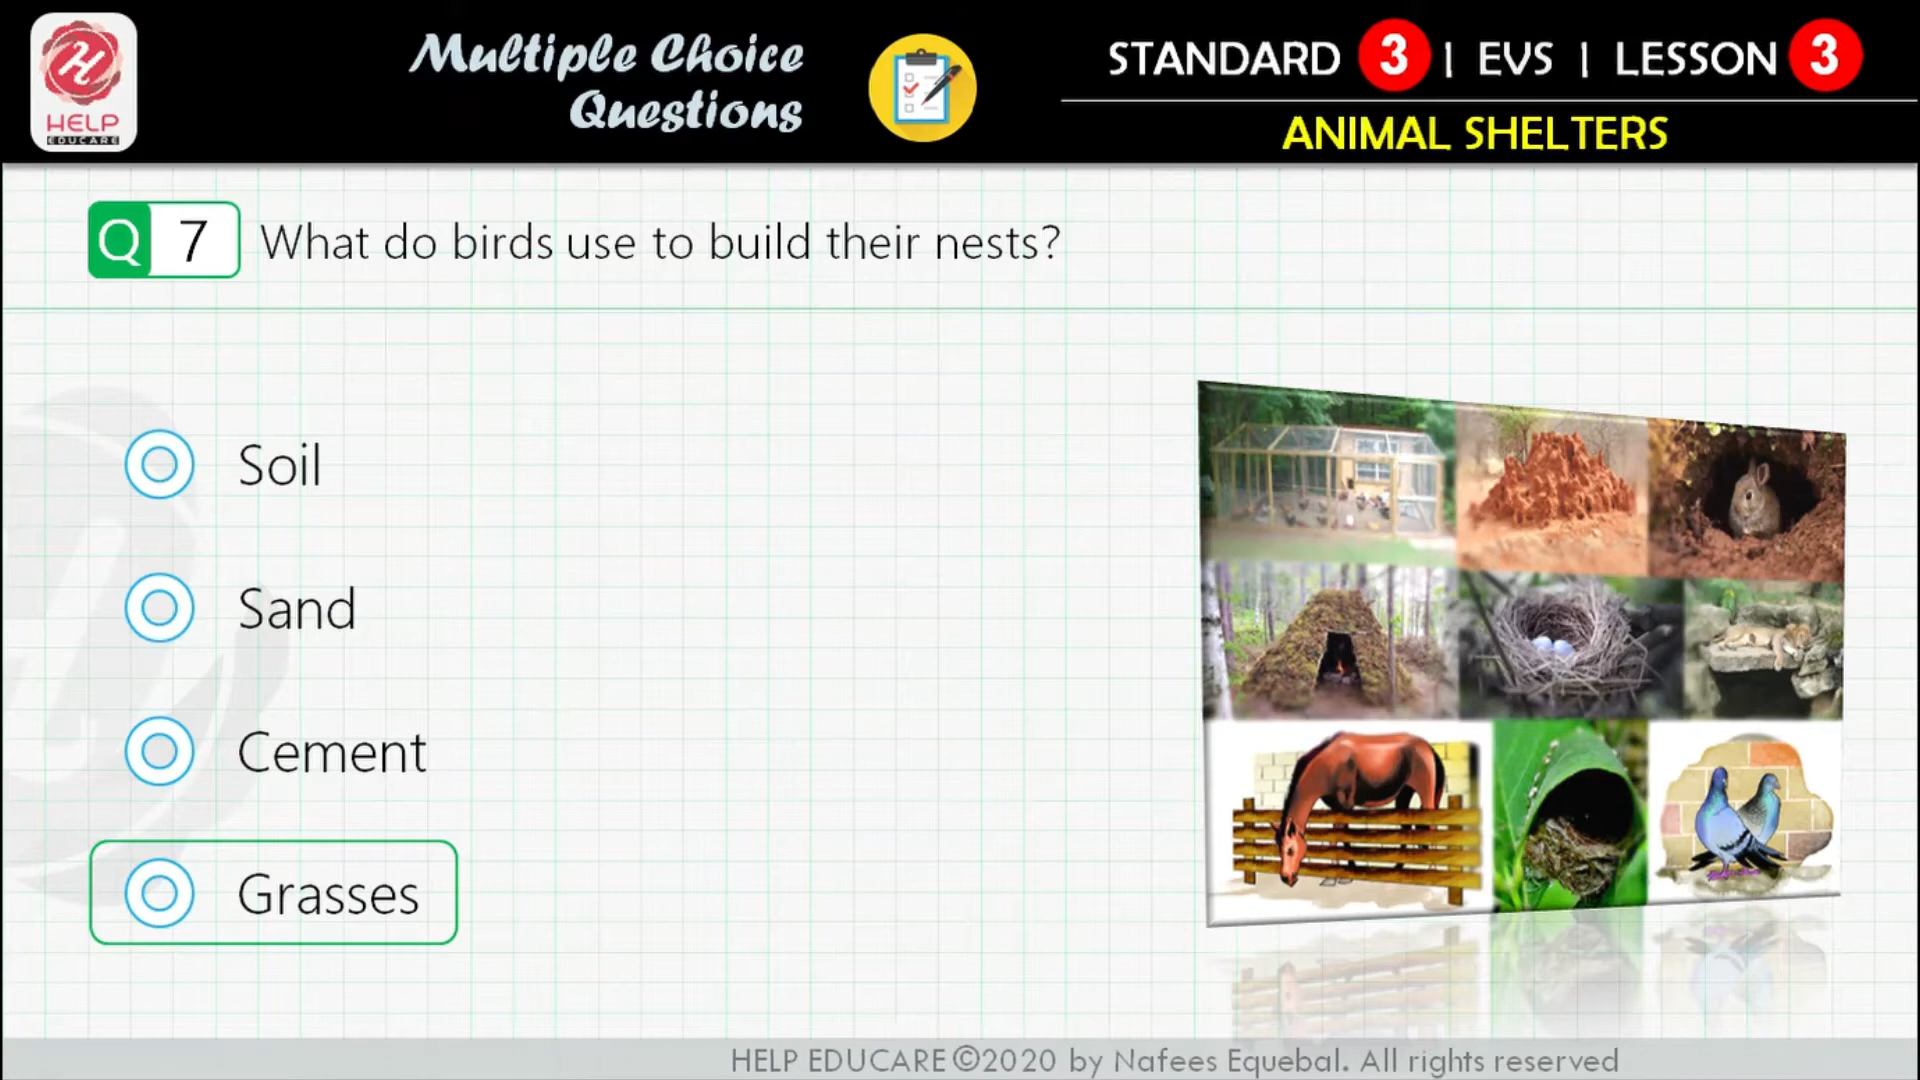 HELP
EDUCARE
Multiple Choice
Questions
STANDARD 3 | EVS | LESSON 3
ANIMAL SHELTERS
Q 7 What do birds use to build their nests?
Soil
Sand
Cement
Grasses
HELP EDUCARE ©2020 by Nafees Equebal. All rights reserved